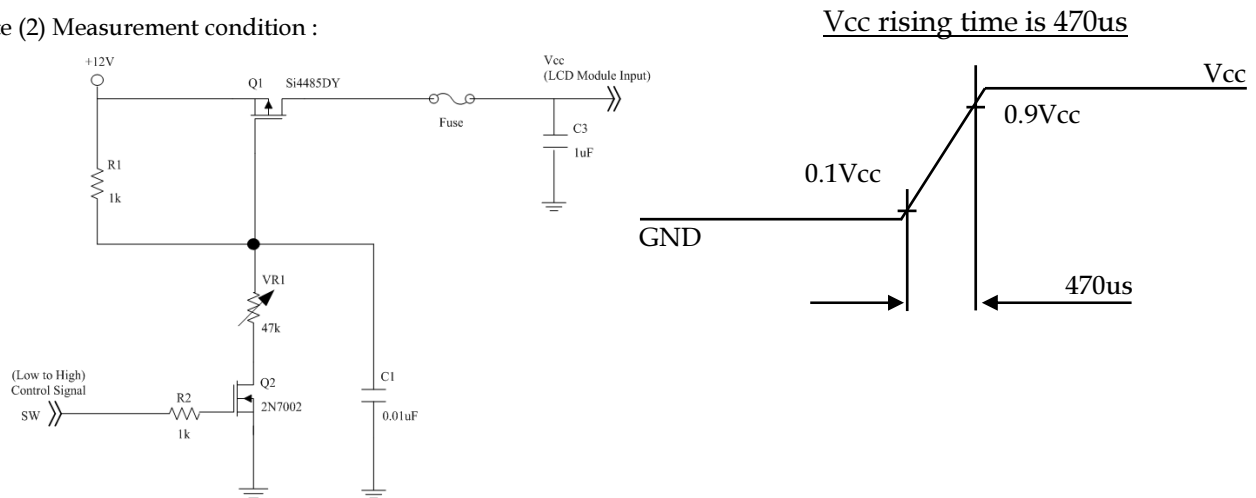 e (2) Measurement condition :
Vcc rising time is 470us
+12V
Q1
Si4485DY
Vcc
(LCD Module Input)
Fuse
C3
1uF
R1
1k
VR1
47k
(Low to High)
Control Signal
SW
R2
1k
Q2
2N7002
C1
0.01uF
Vcc
0.9Vcc
0.1Vcc
GND
470us